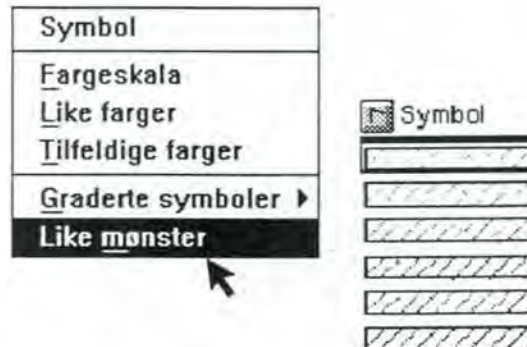 Symbol
Fargeskala
Like farger
Tilfeldige farger
Graderte symboler
Like mønster
Symbol